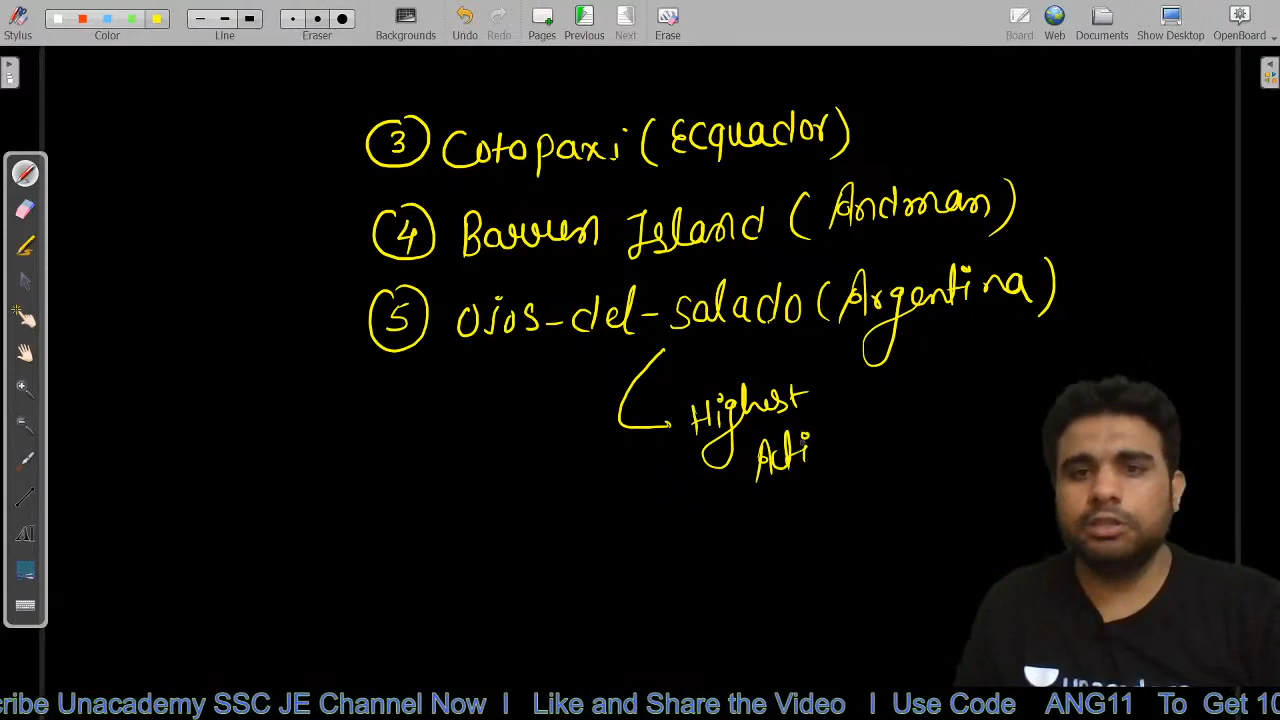 Stylus Color Line Eraser Backgrounds Undo Redo Pages Previous Next Erase Board Web Documents Show Desktop OpenBoard
3 Cotopaxi (Ecquador)
4 Barren Island (Andman)
5 Ojos-del-salado (Argentina)
Highest
Acti
cribe Unacademy SSC JE Channel Now I Like and Share the Video I Use Code ANG11 To Get 10